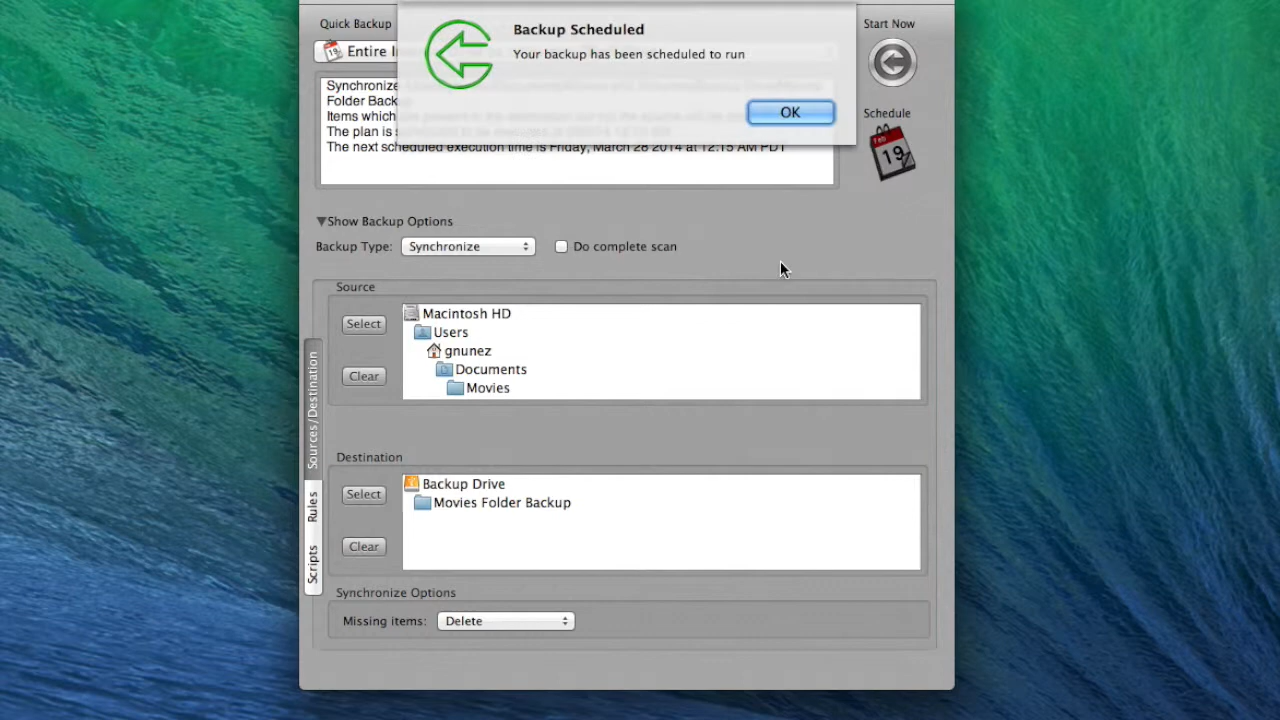 Quick Backup
Backup Scheduled
Start Now
Entire I
Your backup has been scheduled to run
Synchronize
Folder Back
OK
Schedule
Items which
The plan is s
The next scheduled execution time is Friday, March 28 2014 at 12:15 AM PDT
Feb
19
Show Backup Options
Backup Type: Synchronize Do complete scan
Source
Select
Clear
Macintosh HD
Users
gnunez
Documents
Movies
Sources/Destination
Rules
Scripts
Destination
Select
Clear
Backup Drive
Movies Folder Backup
Synchronize Options
Missing items: Delete